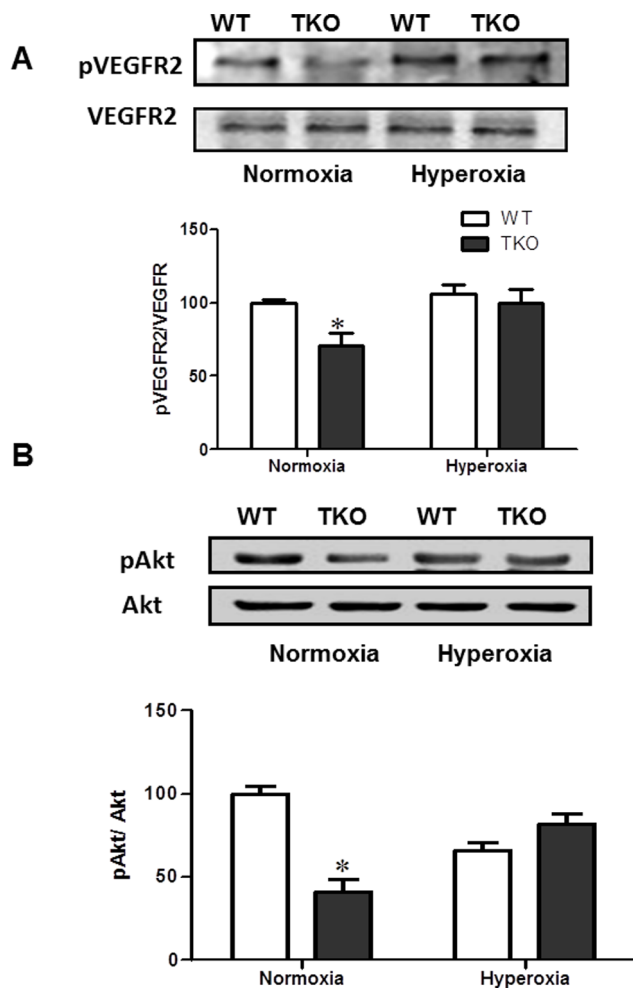 WT TKO WT TKO
A
pVEGFR2
VEGFR2
Normoxia Hyperoxia
WT
TKO
pVEGFR2/VEGFR
150
100
50
0
*
Normoxia Hyperoxia
B
WT TKO WT TKO
pAkt
Akt
Normoxia Hyperoxia
pAkt/ Akt
150
100
50
0
*
Normoxia Hyperoxia